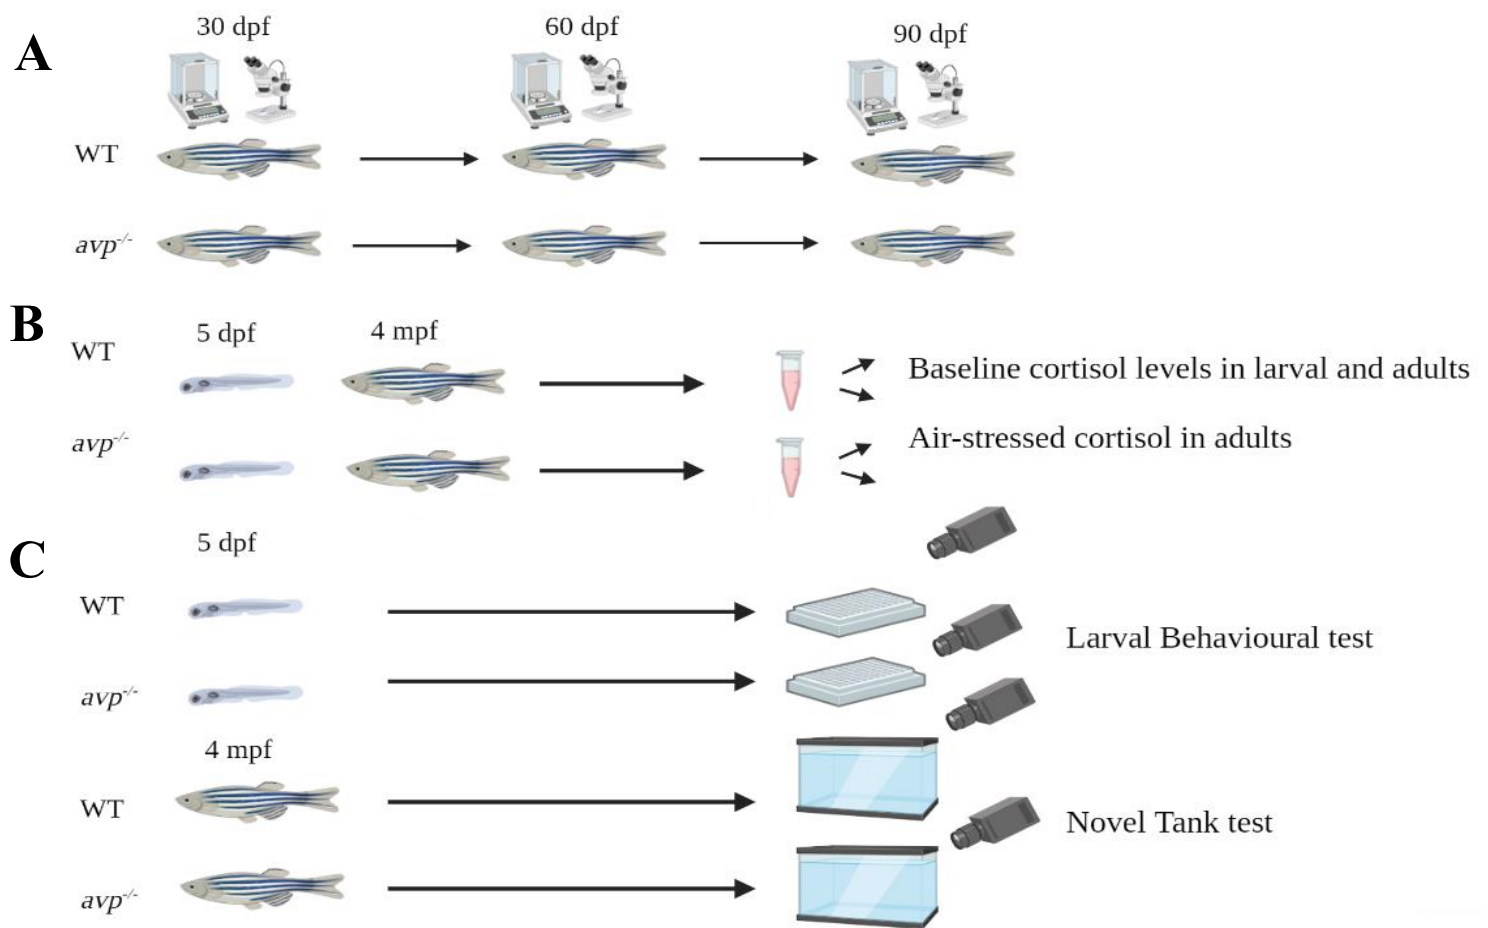 A
30 dpf
60 dpf
90 dpf
WT
avp-/-
B
5 dpf
4 mpf
WT
Baseline cortisol levels in larval and adults
avp-/-
Air-stressed cortisol in adults
C
5 dpf
WT
Larval Behavioural test
avp-/-
4 mpf
WT
Novel Tank test
avp-/-